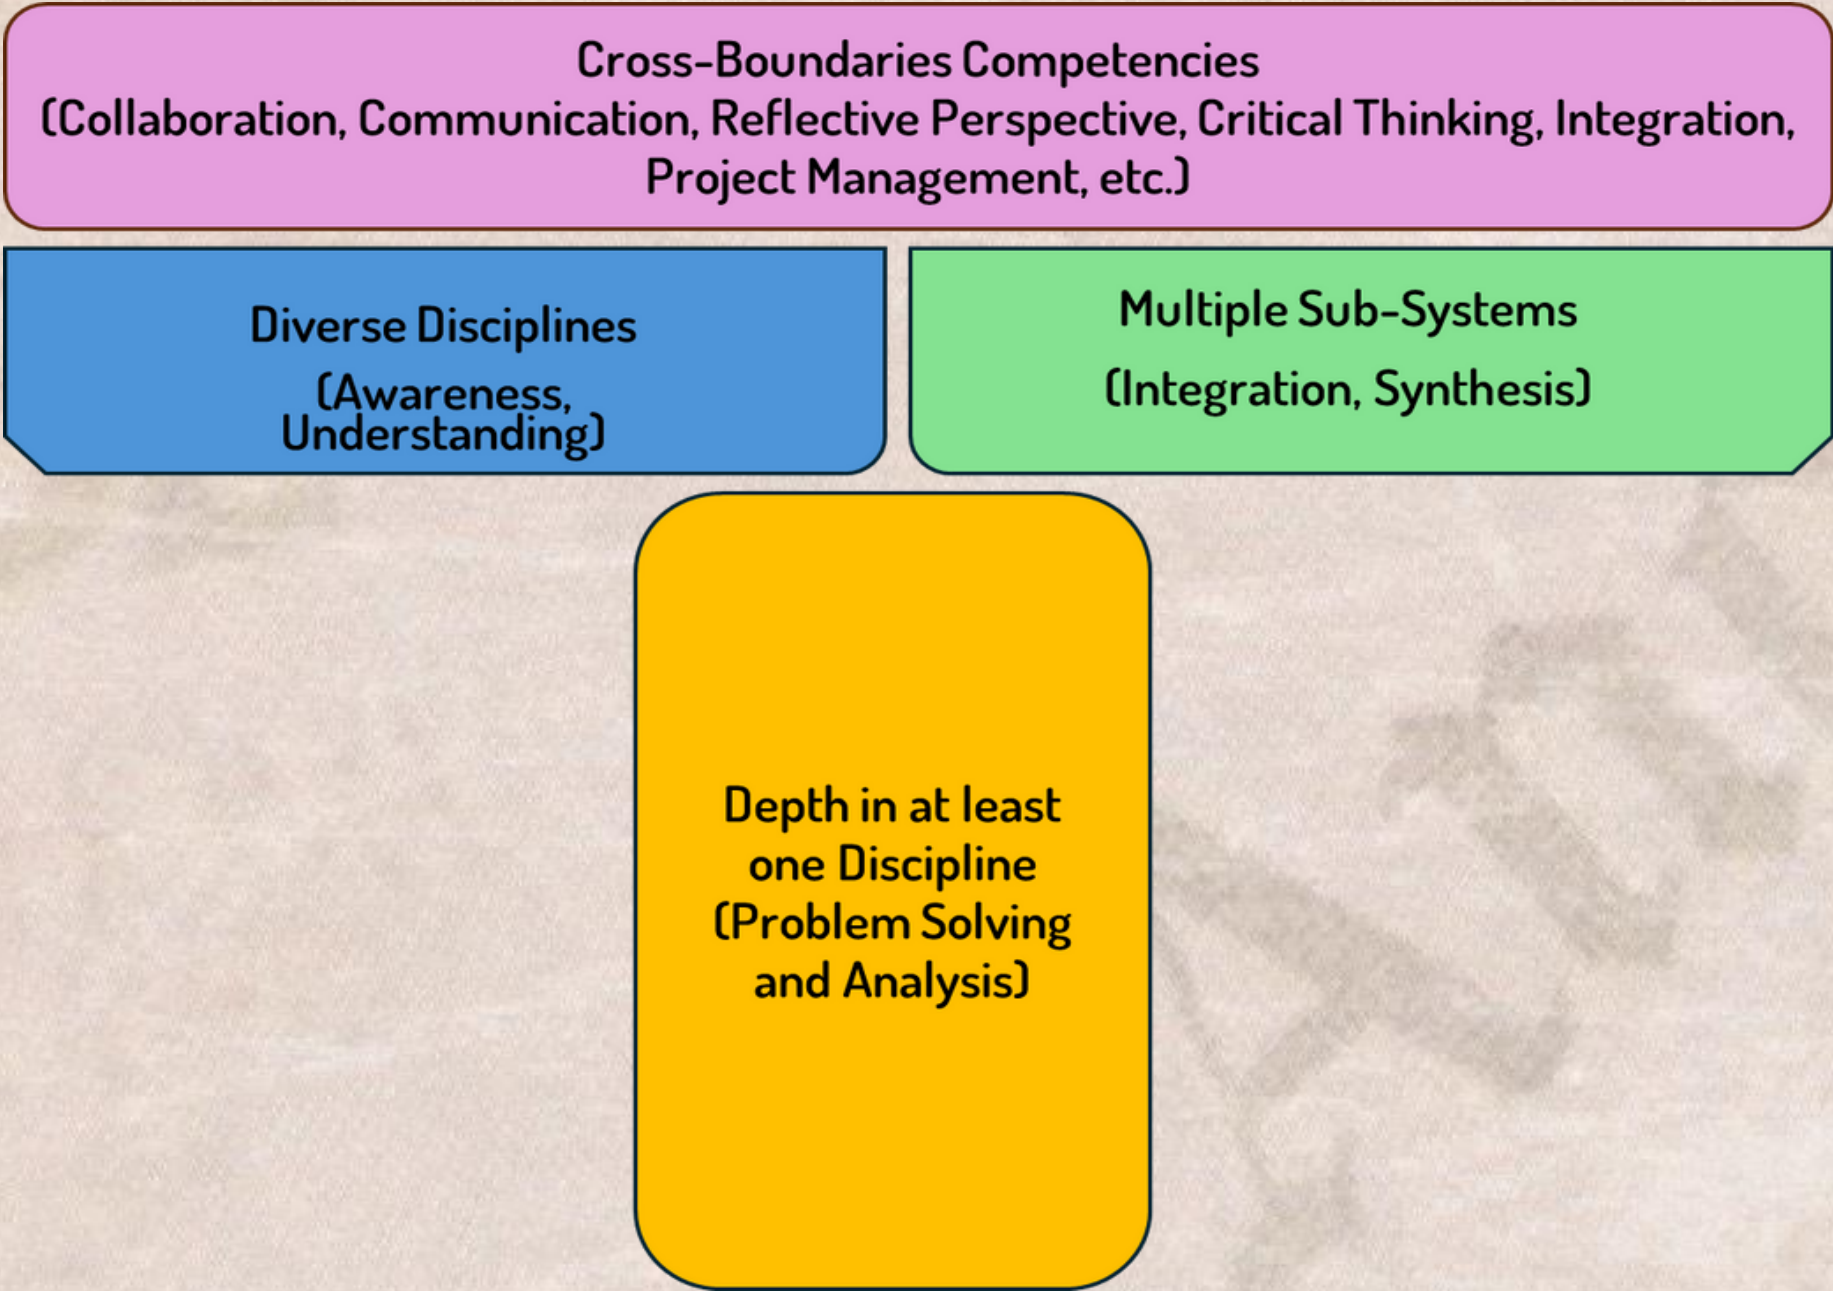 Cross-Boundaries Competencies
(Collaboration, Communication, Reflective Perspective, Critical Thinking, Integration,
Project Management, etc.)
Diverse Disciplines
(Awareness,
Understanding)
Multiple Sub-Systems
(Integration, Synthesis)
Depth in at least
one Discipline
(Problem Solving
and Analysis)